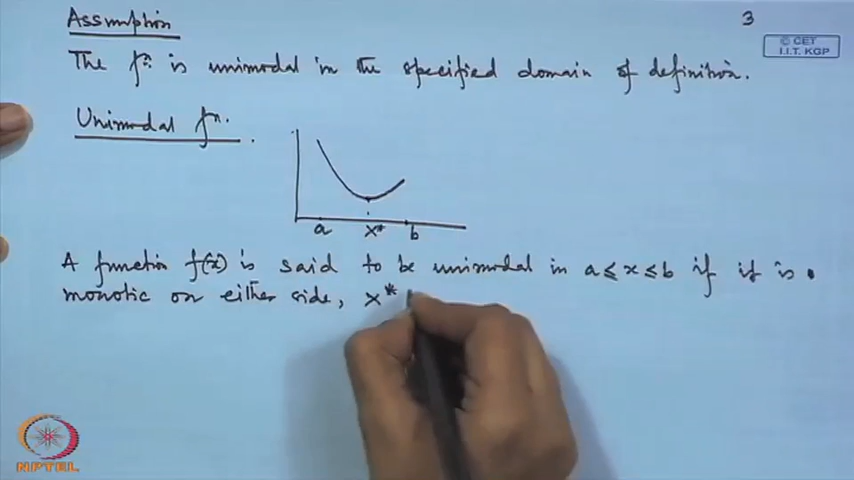 Assumption
3
© CET
I.I.T. KGP
The fn. is unimodal in the specified domain of definition.
Unimodal fn.
a x* b
A function f(x) is said to be unimodal in a ≤ x ≤ b if it is
monotic on either side, x*
NPTEL